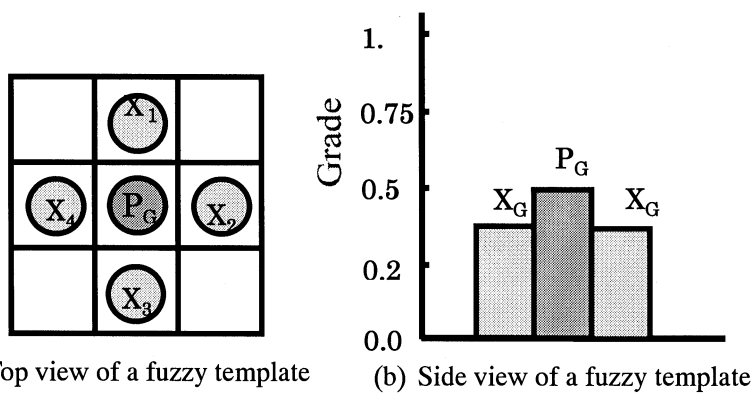 X1
X4 PG X2
X3
op view of a fuzzy template
Grade
1.
0.75
0.5
0.2
0.0
PG
XG XG
(b) Side view of a fuzzy template